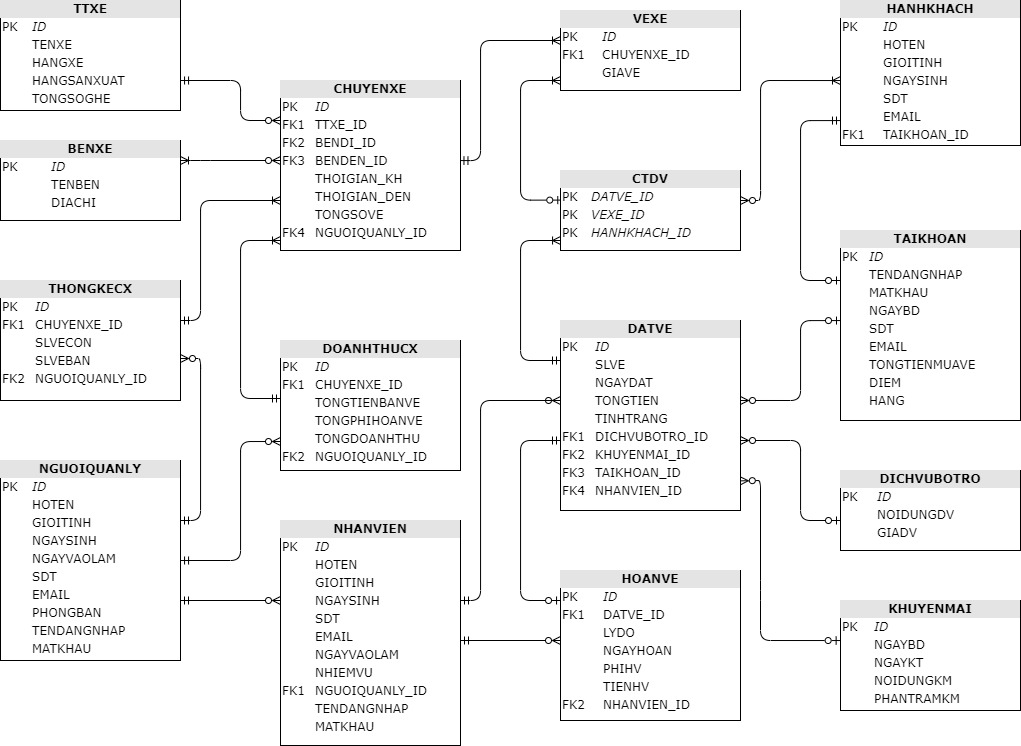 TTXE
PK ID
TENXE
HANGXE
HANGSANXUAT
TONGSOGHE
BENXE
PK ID
TENBEN
DIACHI
THONGKECX
PK ID
FK1 CHUYENXE_ID
SLVECON
SLVEBAN
FK2 NGUOIQUANLY_ID
NGUOIQUANLY
PK ID
HOTEN
GIOITINH
NGAYSINH
NGAYVAOLAM
SDT
EMAIL
PHONGBAN
TENDANGNHAP
MATKHAU
CHUYENXE
PK ID
FK1 TTXE_ID
FK2 BENDI_ID
FK3 BENDEN_ID
THOIGIAN_KH
THOIGIAN_DEN
TONGSOVE
FK4 NGUOIQUANLY_ID
DOANHTHUCX
PK ID
FK1 CHUYENXE_ID
TONGTIENBANVE
TONGPHIHOANVE
TONGDOANHTHU
FK2 NGUOIQUANLY_ID
NHANVIEN
PK ID
HOTEN
GIOITINH
NGAYSINH
SDT
EMAIL
NGAYVAOLAM
NHIEMVU
FK1 NGUOIQUANLY_ID
TENDANGNHAP
MATKHAU
VEXE
PK ID
FK1 CHUYENXE_ID
GIAVE
CTDV
PK DATVE_ID
PK VEXE_ID
PK HANHKHACH_ID
DATVE
PK ID
SLVE
NGAYDAT
TONGTIEN
TINHTRANG
FK1 DICHVUBOTRO_ID
FK2 KHUYENMAI_ID
FK3 TAIKHOAN_ID
FK4 NHANVIEN_ID
HOANVE
PK ID
FK1 DATVE_ID
LYDO
NGAYHOAN
PHIHV
TIENHV
FK2 NHANVIEN_ID
HANHKHACH
PK ID
HOTEN
GIOITINH
NGAYSINH
SDT
EMAIL
FK1 TAIKHOAN_ID
TAIKHOAN
PK ID
TENDANGNHAP
MATKHAU
NGAYBD
SDT
EMAIL
TONGTIENMUAVE
DIEM
HANG
DICHVUBOTRO
PK ID
NOIDUNGDV
GIADV
KHUYENMAI
PK ID
NGAYBD
NGAYKT
NOIDUNGKM
PHANTRAMKM